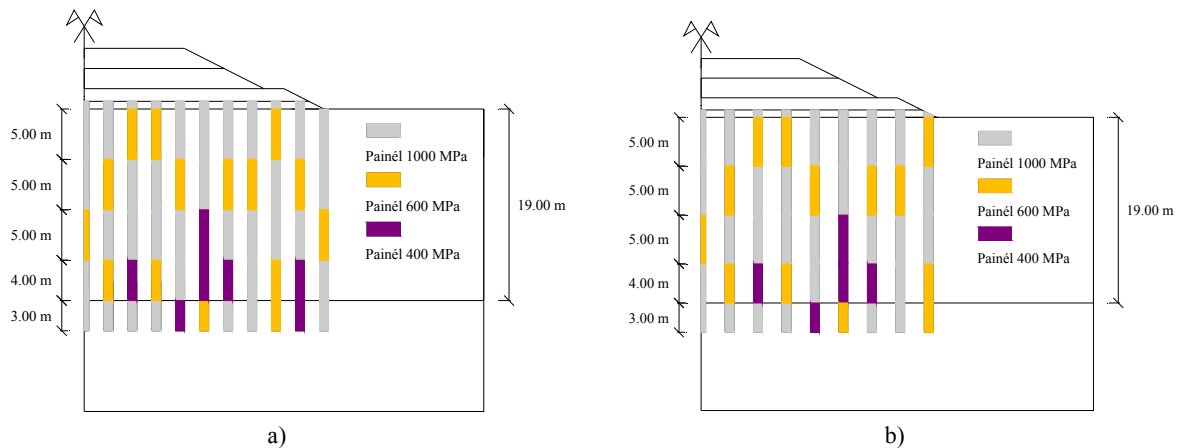 5.00 m
5.00 m
5.00 m
4.00 m
3.00 m
Painél 1000 MPa
Painél 600 MPa
Painél 400 MPa
19.00 m
a)
5.00 m
5.00 m
5.00 m
4.00 m
3.00 m
Painél 1000 MPa
Painél 600 MPa
Painél 400 MPa
19.00 m
b)